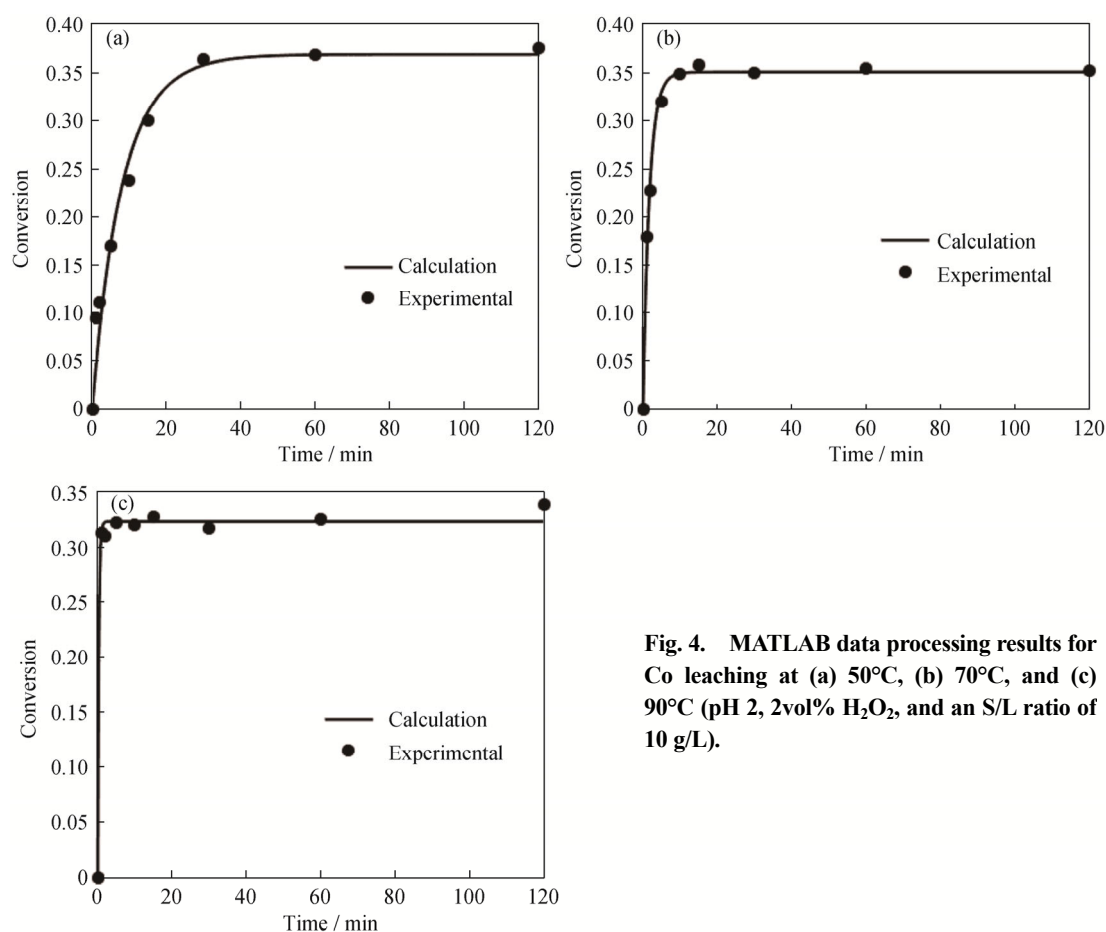 (a)
0.40
0.35
0.30
0.25
0.20
0.15
0.10
0.05
0
Conversion
Calculation
Experimental
0 20 40 60 80 100 120
Time / min
(b)
0.40
0.35
0.30
0.25
0.20
0.15
0.10
0.05
0
Conversion
Calculation
Experimental
0 20 40 60 80 100 120
Time / min
(c)
0.35
0.30
0.25
0.20
0.15
0.10
0.05
0
Conversion
Calculation
Experimental
0 20 40 60 80 100 120
Time / min
Fig. 4. MATLAB data processing results for
Co leaching at (a) 50°C, (b) 70°C, and (c)
90°C (pH 2, 2vol% H₂O₂, and an S/L ratio of
10 g/L).